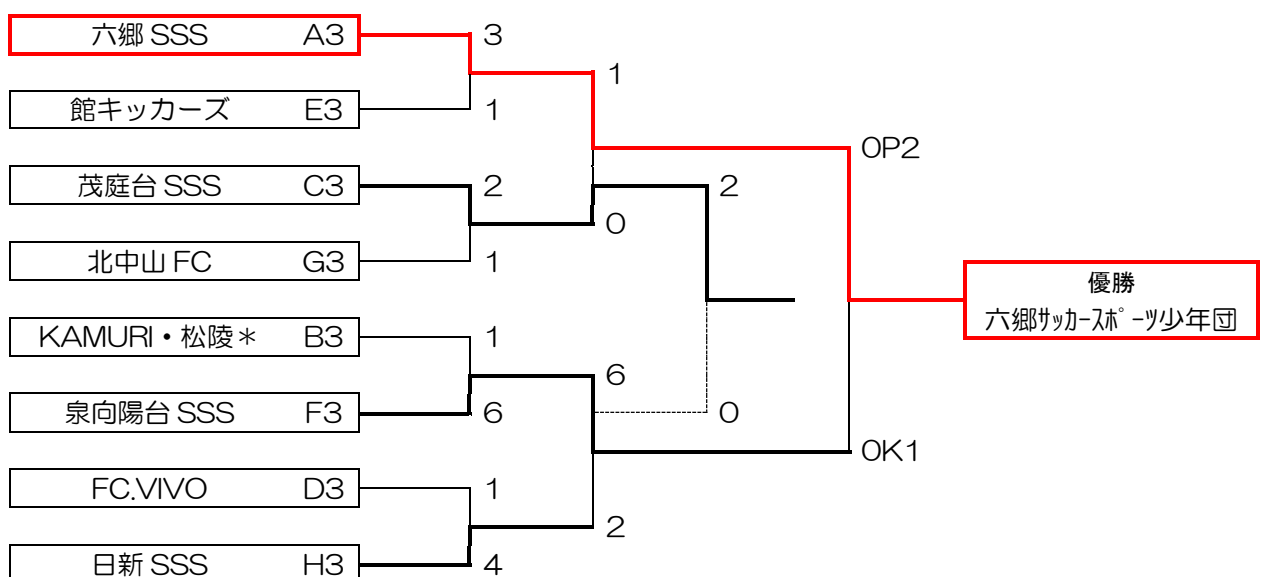 六郷 SSS A3 3
1
館キッカーズ E3 1
0P2
茂庭台 SSS C3 2 2
0
北中山 FC G3 1
優勝
六郷サッカースポーツ少年団
KAMURI・松陵＊ B3 1
6
泉向陽台 SSS F3 6 0
0K1
FC.VIVO D3 1
2
日新 SSS H3 4